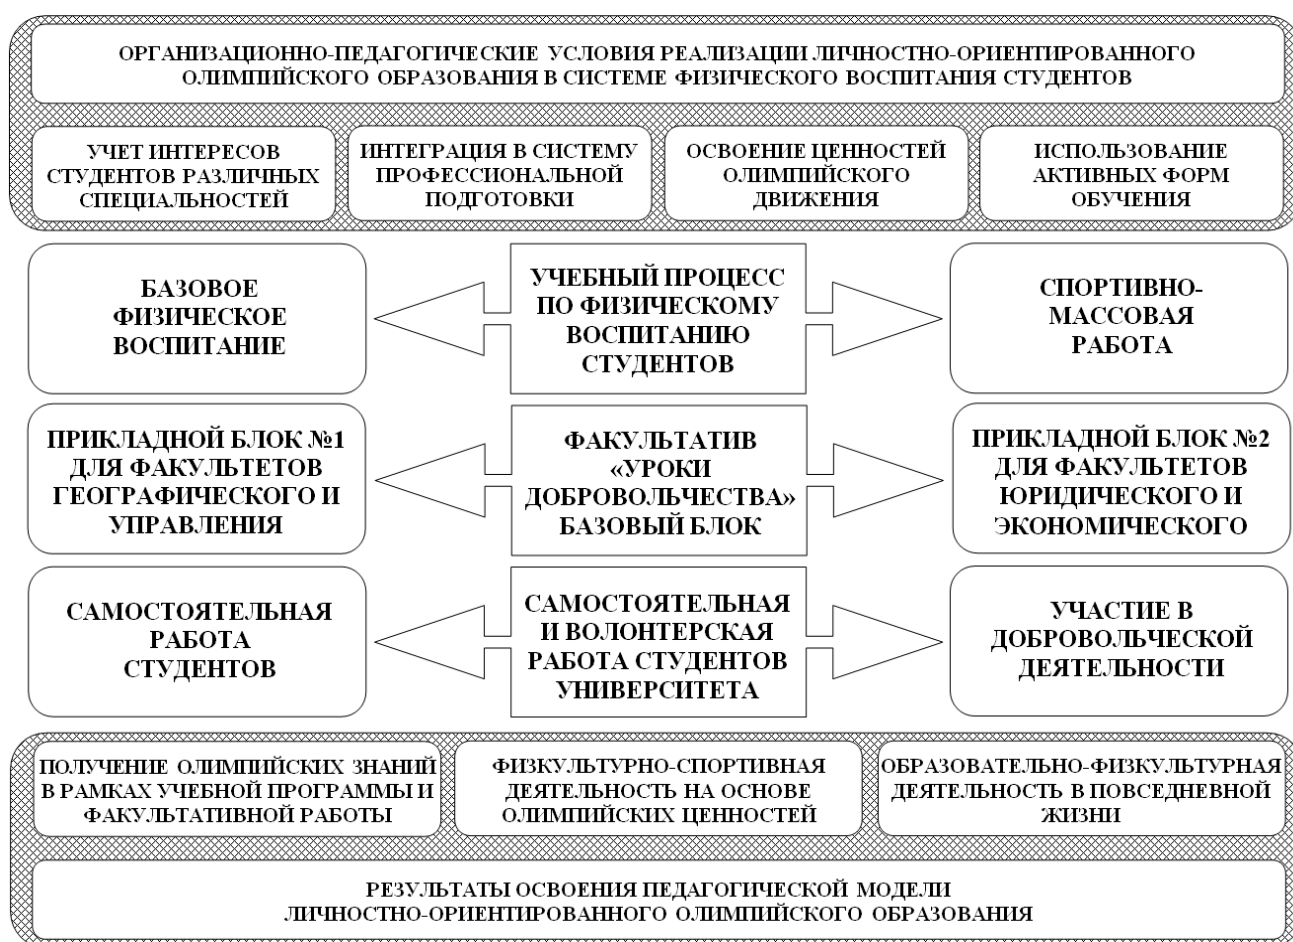 ОРГАНИЗАЦИОННО-ПЕДАГОГИЧЕСКИЕ УСЛОВИЯ РЕАЛИЗАЦИИ ЛИЧНОСТНО-ОРИЕНТИРОВАННОГО
ОЛИМПИЙСКОГО ОБРАЗОВАНИЯ В СИСТЕМЕ ФИЗИЧЕСКОГО ВОСПИТАНИЯ СТУДЕНТОВ
УЧЕТ ИНТЕРЕСОВ
СТУДЕНТОВ РАЗЛИЧНЫХ
СПЕЦИАЛЬНОСТЕЙ
ИНТЕГРАЦИЯ В СИСТЕМУ
ПРОФЕССИОНАЛЬНОЙ
ПОДГОТОВКИ
ОСВОЕНИЕ ЦЕННОСТЕЙ
ОЛИМПИЙСКОГО
ДВИЖЕНИЯ
ИСПОЛЬЗОВАНИЕ
АКТИВНЫХ ФОРМ
ОБУЧЕНИЯ
БАЗОВОЕ
ФИЗИЧЕСКОЕ
ВОСПИТАНИЕ
УЧЕБНЫЙ ПРОЦЕСС
ПО ФИЗИЧЕСКОМУ
ВОСПИТАНИЮ
СТУДЕНТОВ
СПОРТИВНО-
МАССОВАЯ
РАБОТА
ПРИКЛАДНОЙ БЛОК №1
ДЛЯ ФАКУЛЬТЕТОВ
ГЕОГРАФИЧЕСКОГО И
УПРАВЛЕНИЯ
ФАКУЛЬТАТИВ
«УРОКИ
ДОБРОВОЛЬЧЕСТВА»
БАЗОВЫЙ БЛОК
ПРИКЛАДНОЙ БЛОК №2
ДЛЯ ФАКУЛЬТЕТОВ
ЮРИДИЧЕСКОГО И
ЭКОНОМИЧЕСКОГО
САМОСТОЯТЕЛЬНАЯ
РАБОТА
СТУДЕНТОВ
САМОСТОЯТЕЛЬНАЯ
И ВОЛОНТЕРСКАЯ
РАБОТА СТУДЕНТОВ
УНИВЕРСИТЕТА
УЧАСТИЕ В
ДОБРОВОЛЬЧЕСКОЙ
ДЕЯТЕЛЬНОСТИ
ПОЛУЧЕНИЕ ОЛИМПИЙСКИХ ЗНАНИЙ
В РАМКАХ УЧЕБНОЙ ПРОГРАММЫ И
ФАКУЛЬТАТИВНОЙ РАБОТЫ
ФИЗКУЛЬТУРНО-СПОРТИВНАЯ
ДЕЯТЕЛЬНОСТЬ НА ОСНОВЕ
ОЛИМПИЙСКИХ ЦЕННОСТЕЙ
ОБРАЗОВАТЕЛЬНО-ФИЗКУЛЬТУРНАЯ
ДЕЯТЕЛЬНОСТЬ В ПОВСЕДНЕВНОЙ
ЖИЗНИ
РЕЗУЛЬТАТЫ ОСВОЕНИЯ ПЕДАГОГИЧЕСКОЙ МОДЕЛИ
ЛИЧНОСТНО-ОРИЕНТИРОВАННОГО ОЛИМПИЙСКОГО ОБРАЗОВАНИЯ